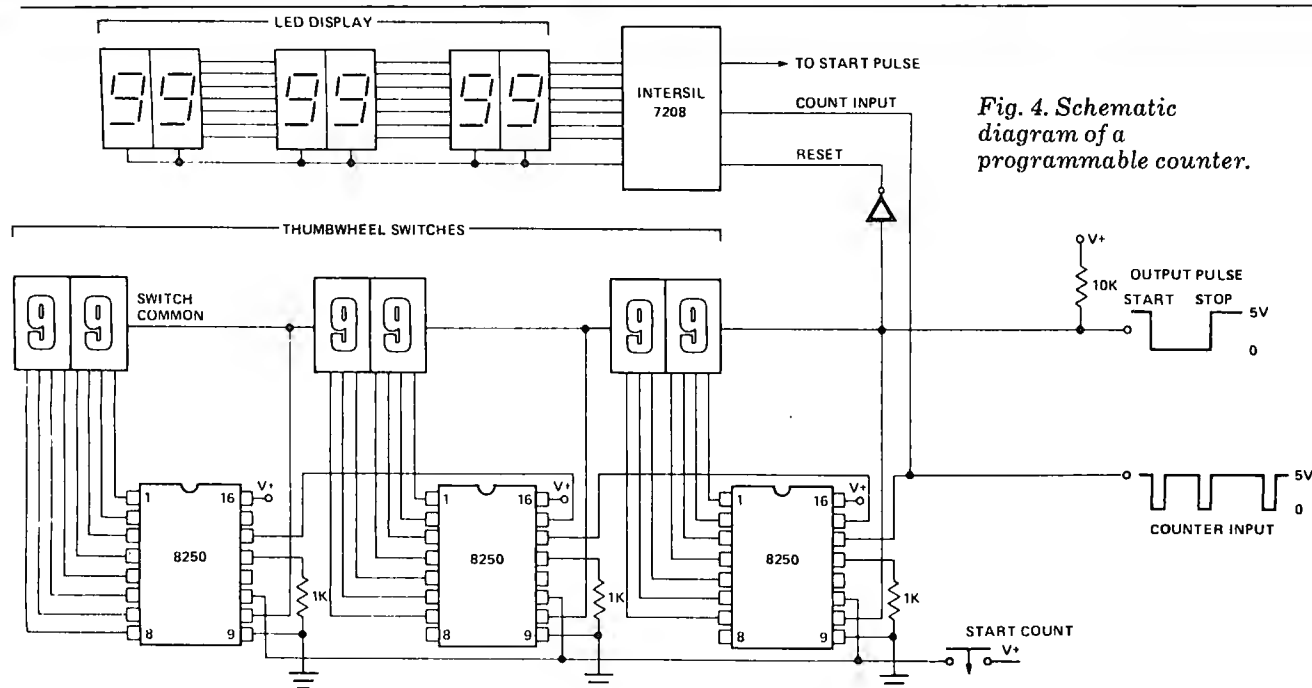 LED DISPLAY
99 99 99
INTERSIL
7208
TO START PULSE
COUNT INPUT
RESET
Fig. 4. Schematic
diagram of a
programmable counter.
THUMBWHEEL SWITCHES
99 99 99
SWITCH
COMMON
V+
10K
OUTPUT PULSE
START STOP
5V
0
1 16 V+
8250
8 9
1K
1 16 V+
8250
8 9
1K
1 16 V+
8250
8 9
1K
5V
0
COUNTER INPUT
START COUNT
V+